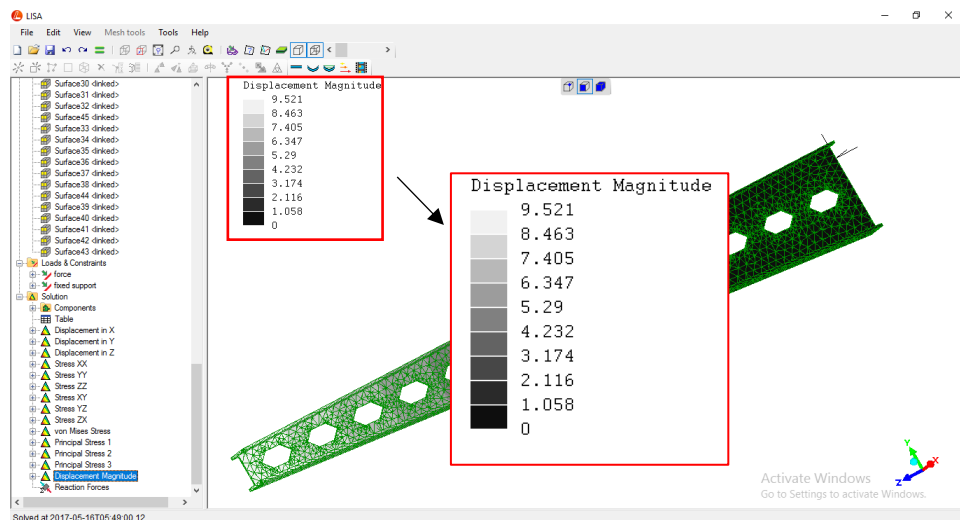 LISA
File Edit View Mesh tools Tools Help
Surface30 <linked>
Surface31 <linked>
Surface32 <linked>
Surface45 <linked>
Surface33 <linked>
Surface34 <linked>
Surface35 <linked>
Surface36 <linked>
Surface37 <linked>
Surface38 <linked>
Surface44 <linked>
Surface39 <linked>
Surface40 <linked>
Surface41 <linked>
Surface42 <linked>
Surface43 <linked>
Loads & Constraints
force
fixed support
Solution
Components
Table
Displacement in X
Displacement in Y
Displacement in Z
Stress XX
Stress YY
Stress ZZ
Stress XY
Stress YZ
Stress ZX
von Mises Stress
Principal Stress 1
Principal Stress 2
Principal Stress 3
Displacement Magnitude
Reaction Forces
Solved at 2017-05-16T05:49:00.12
Displacement Magnitude
9.521
8.463
7.405
6.347
5.29
4.232
3.174
2.116
1.058
0
Displacement Magnitude
9.521
8.463
7.405
6.347
5.29
4.232
3.174
2.116
1.058
0
Y
X
Z
Activate Windows
Go to Settings to activate Windows.